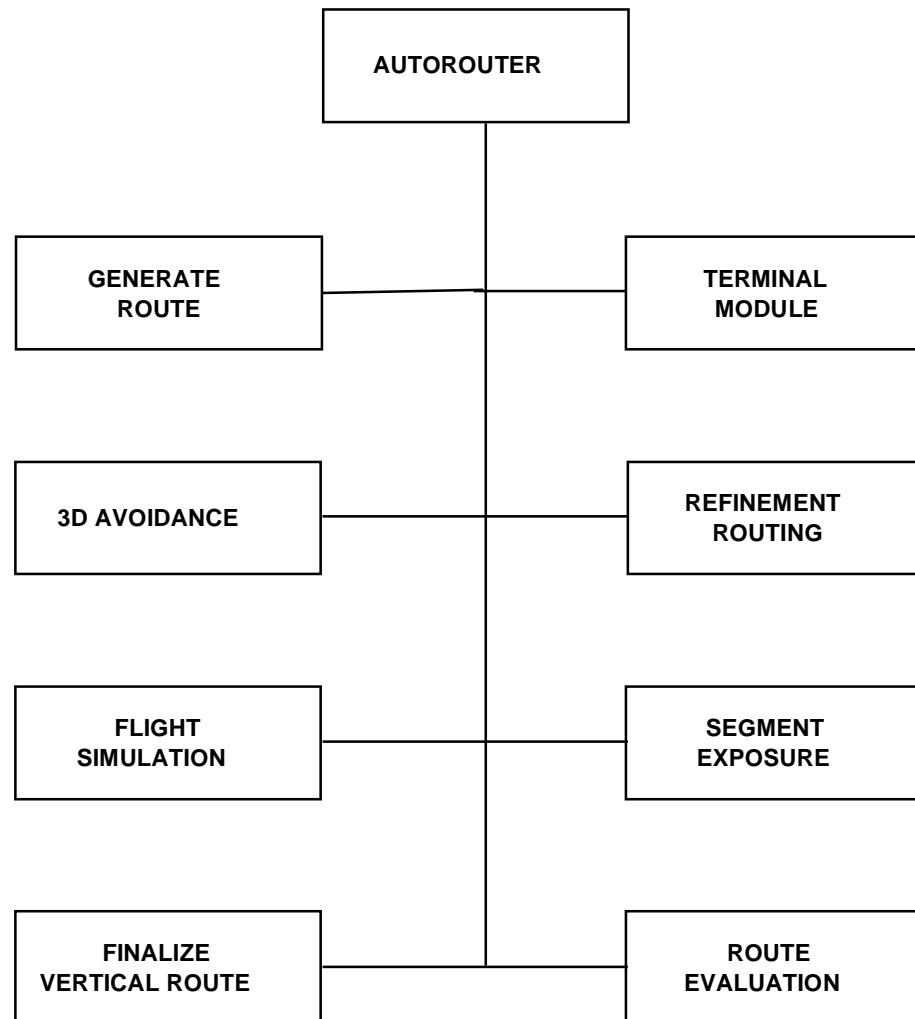 AUTOROUTER
GENERATE
ROUTE
TERMINAL
MODULE
3D AVOIDANCE
REFINEMENT
ROUTING
FLIGHT
SIMULATION
SEGMENT
EXPOSURE
FINALIZE
VERTICAL ROUTE
ROUTE
EVALUATION